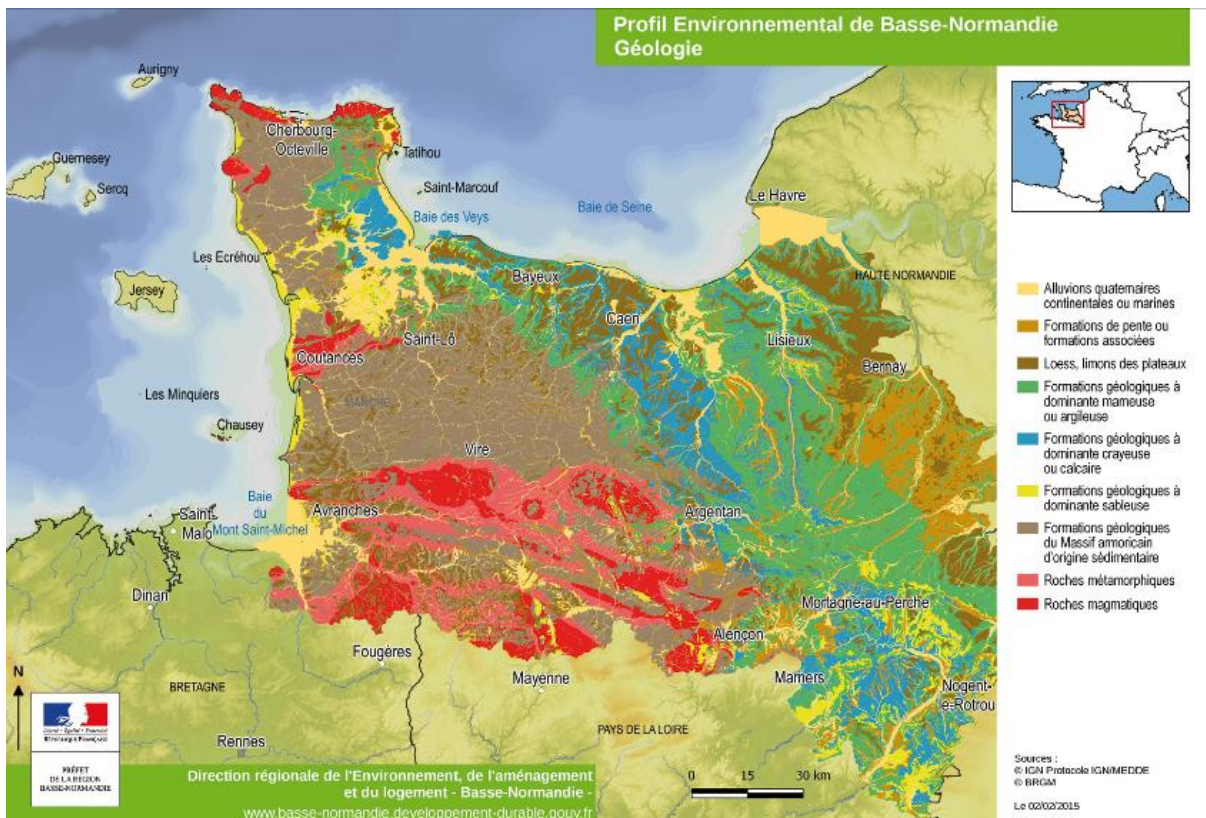 Profil Environnemental de Basse-Normandie
Géologie
Aurigny
Cherbourg-
Octeville
Tatihou
Guernesey
Sercq
Saint-Marcouf
Le Havre
Baie de Seine
Baie des Veys
Les Ecréhou
Bayeux
HAUTE NORMANDIE
Jersey
Caen
Saint-Lô
Lisieux
Coutances
Bernay
Les Minquiers
MANCHE
Chausey
Vire
Baie
du
Mont Saint-Michel
Avranches
Argentan
Saint-
Malo
Dinan
Mortagne-au-Perche
Alençon
Fougères
Mayenne
Mamers
Nogent-
le-Rotrou
BRETAGNE
PAYS DE LA LOIRE
Rennes
N
Alluvions quaternaires
continentales ou marines
Formations de pente ou
formations associées
Loess, limons des plateaux
Formations géologiques à
dominante marneuse
ou argileuse
Formations géologiques à
dominante crayeuse
ou calcaire
Formations géologiques à
dominante sableuse
Formations géologiques
du Massif armoricain
d'origine sédimentaire
Roches métamorphiques
Roches magmatiques
Liberté • Égalité • Fraternité
RÉPUBLIQUE FRANÇAISE
PRÉFET
DE LA RÉGION
BASSE-NORMANDIE
Direction régionale de l'Environnement, de l'aménagement
et du logement - Basse-Normandie -
www.basse-normandie.developpement-durable.gouv.fr
0 15 30 km
Sources :
© IGN Protocole IGN/MEDDE
© BRGM
Le 02/02/2015